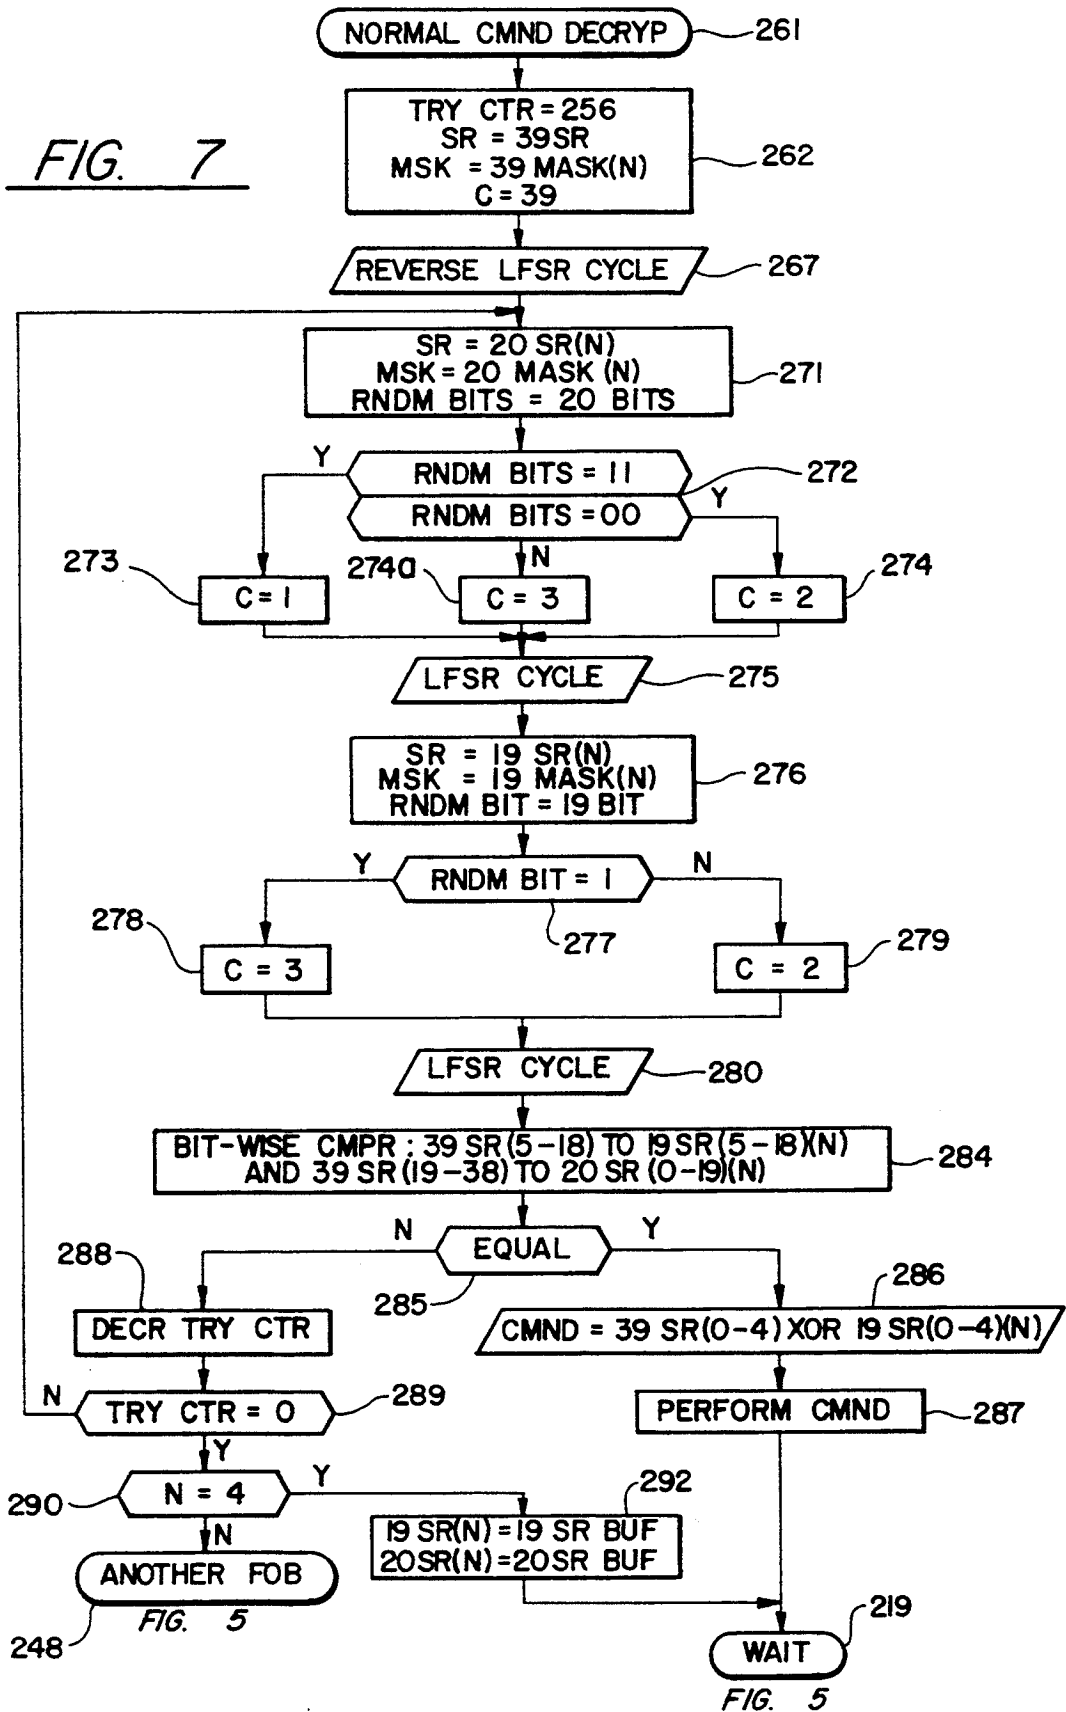 NORMAL CMND DECRYP
261
TRY CTR = 256
SR = 39SR
MSK = 39 MASK(N)
C = 39
262
FIG. 7
REVERSE LFSR CYCLE
267
SR = 20 SR(N)
MSK = 20 MASK (N)
RNDM BITS = 20 BITS
271
Y
RNDM BITS = 11
272
RNDM BITS = 00
Y
N
273
274a
274
C = 1
C = 3
C = 2
LFSR CYCLE
275
SR = 19 SR(N)
MSK = 19 MASK(N)
RNDM BIT = 19 BIT
276
Y
RNDM BIT = 1
N
277
278
279
C = 3
C = 2
LFSR CYCLE
280
BIT-WISE CMPR : 39 SR(5-18) TO 19 SR(5-18)(N)
AND 39 SR (19-38) TO 20 SR (0-19)(N)
284
N
EQUAL
Y
285
288
286
DECR TRY CTR
CMND = 39 SR(0-4) XOR 19 SR(0-4)(N)
N
TRY CTR = 0
289
PERFORM CMND
287
Y
290
N = 4
Y
292
19 SR(N) = 19 SR BUF
20SR(N) = 20SR BUF
N
ANOTHER FOB
FIG. 5
248
219
WAIT
FIG. 5